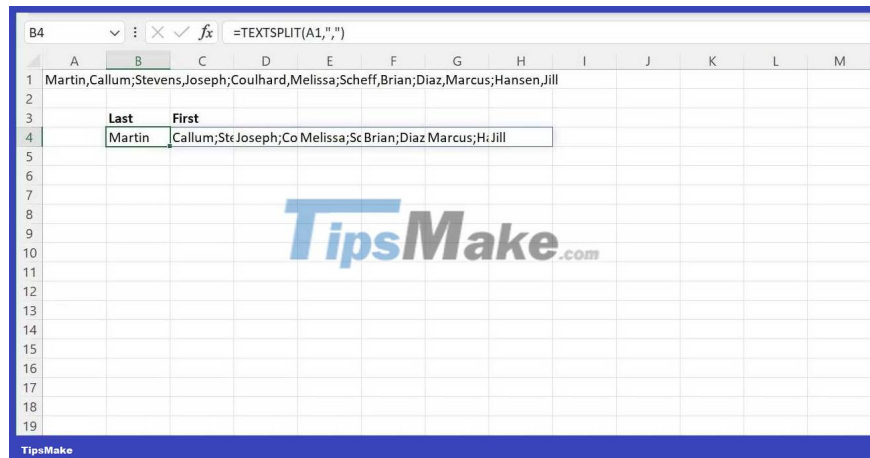 B4 fx =TEXTSPLIT(A1,",")
A B C D E F G H I J K L M
1 Martin,Callum;Stevens,Joseph;Coulhard,Melissa;Scheff,Brian;Diaz,Marcus;Hansen,Jill
2
3 Last First
4 Martin Callum;Ste Joseph;Co Melissa;Sc Brian;Diaz Marcus;Ha Jill
5
6
7
8
9
TipsMake.com
10
11
12
13
14
15
16
17
18
19
TipsMake